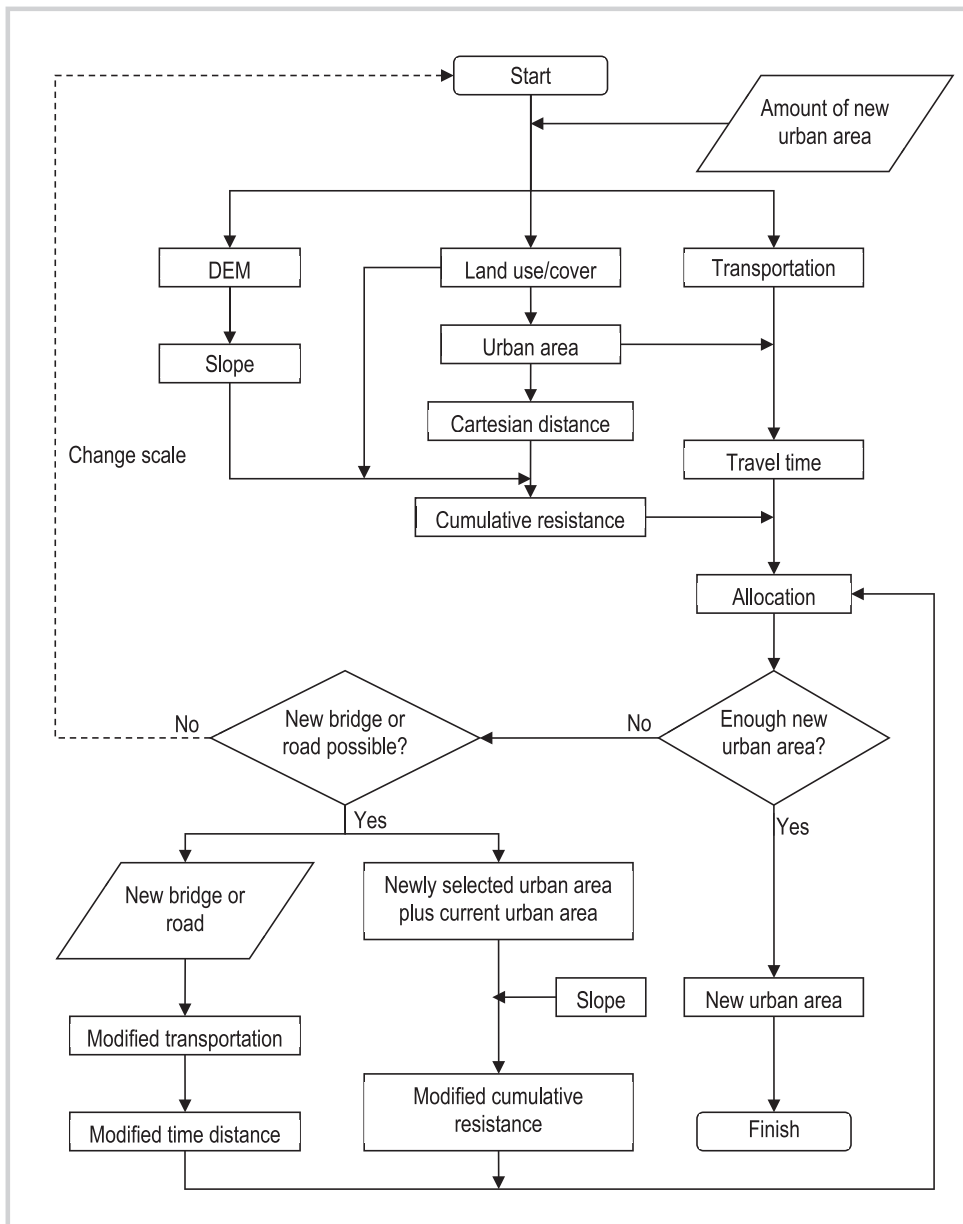 Start
Amount of new
urban area
DEM
Land use/cover
Transportation
Urban area
Slope
Cartesian distance
Change scale
Travel time
Cumulative resistance
Allocation
No
New bridge or
road possible?
No
Enough new
urban area?
Yes
Yes
New bridge or
road
Newly selected urban area
plus current urban area
Slope
New urban area
Modified transportation
Modified cumulative
resistance
Modified time distance
Finish